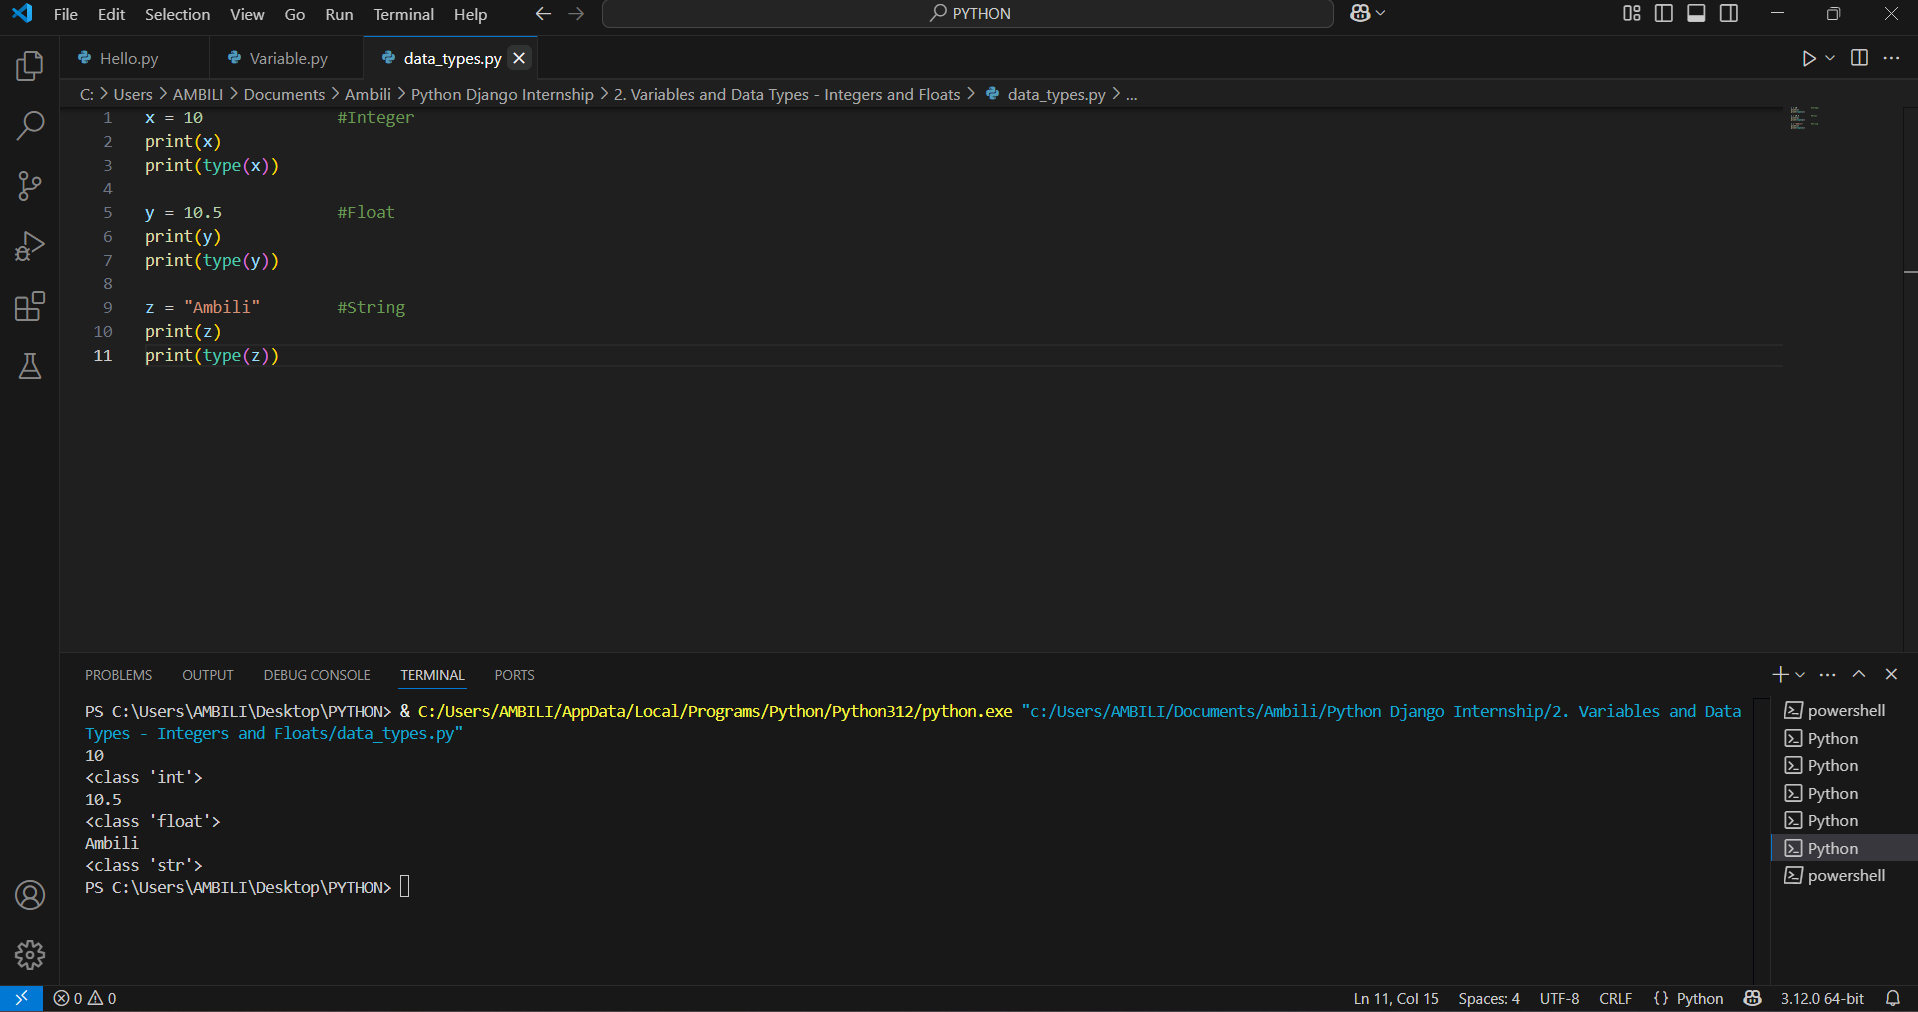 File Edit Selection View Go Run Terminal Help PYTHON
Hello.py Variable.py data_types.py
C: > Users > AMBILI > Documents > Ambili > Python Django Internship > 2. Variables and Data Types - Integers and Floats > data_types.py > ...
1 x = 10 #Integer
2 print(x)
3 print(type(x))
4
5 y = 10.5 #Float
6 print(y)
7 print(type(y))
8
9 z = "Ambili" #String
10 print(z)
11 print(type(z))
PROBLEMS OUTPUT DEBUG CONSOLE TERMINAL PORTS
PS C:\Users\AMBILI\Desktop\PYTHON> & C:/Users/AMBILI/AppData/Local/Programs/Python/Python312/python.exe "c:/Users/AMBILI/Documents/Ambili/Python Django Internship/2. Variables and Data
Types - Integers and Floats/data_types.py"
10
<class 'int'>
10.5
<class 'float'>
Ambili
<class 'str'>
PS C:\Users\AMBILI\Desktop\PYTHON>
powershell
Python
Python
Python
Python
Python
powershell
0 0 Ln 11, Col 15 Spaces: 4 UTF-8 CRLF {} Python 3.12.0 64-bit